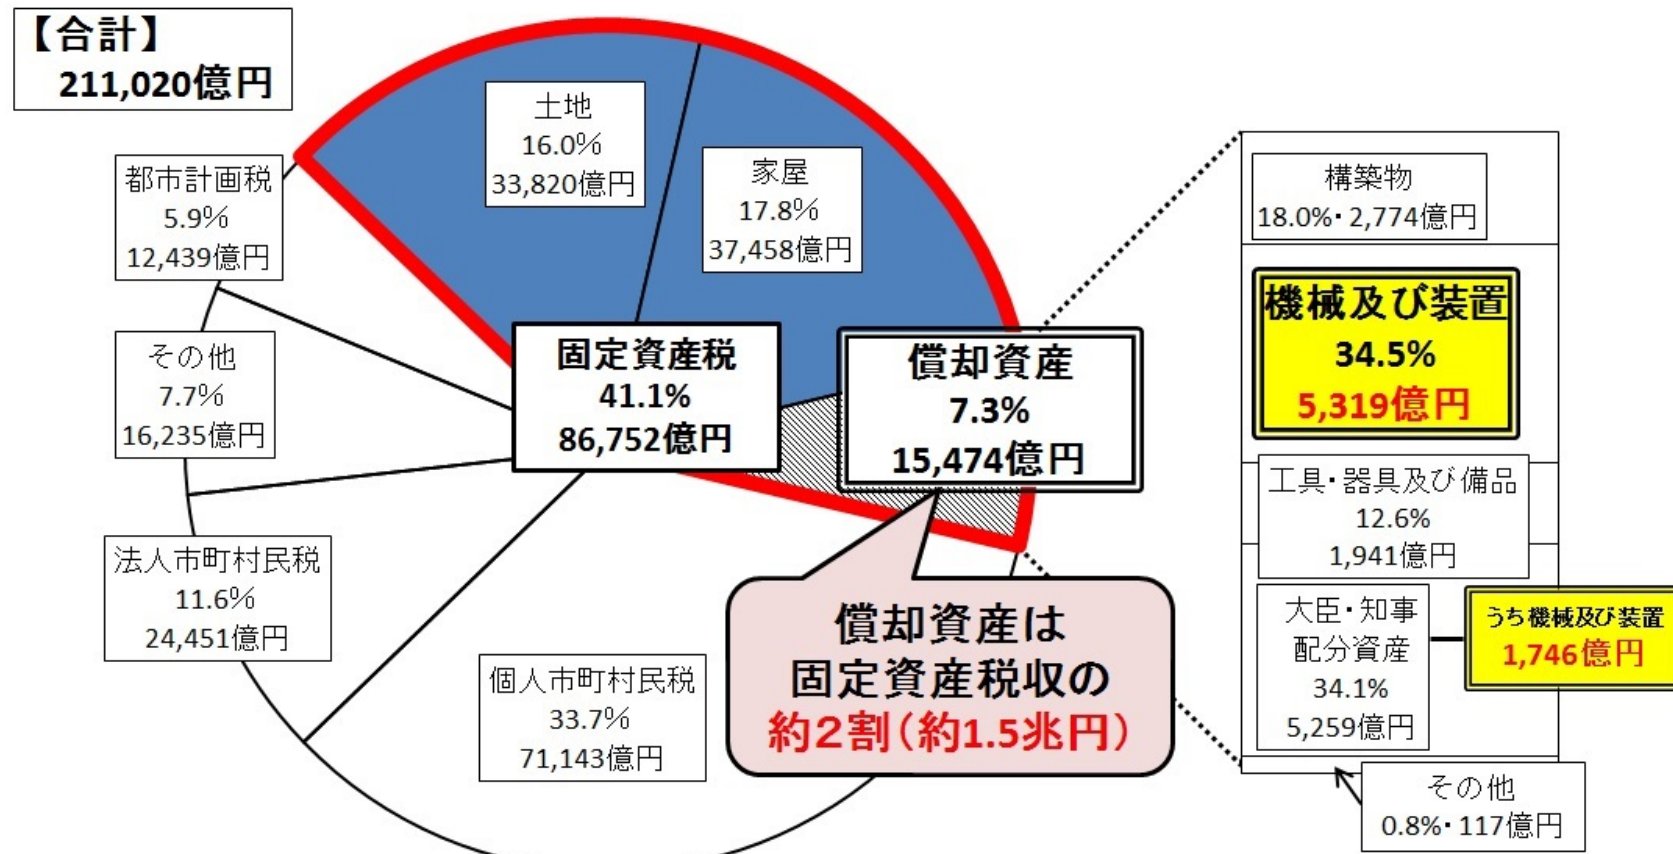 【合計】
211,020億円
土地
16.0%
33,820億円
家屋
17.8%
37,458億円
都市計画税
5.9%
12,439億円
その他
7.7%
16,235億円
固定資産税
41.1%
86,752億円
償却資産
7.3%
15,474億円
法人市町村民税
11.6%
24,451億円
個人市町村民税
33.7%
71,143億円
償却資産は
固定資産税収の
約2割(約1.5兆円)
構築物
18.0%・2,774億円
機械及び装置
34.5%
5,319億円
工具・器具及び備品
12.6%
1,941億円
大臣・知事
配分資産
34.1%
5,259億円
うち機械及び装置
1,746億円
その他
0.8%・117億円